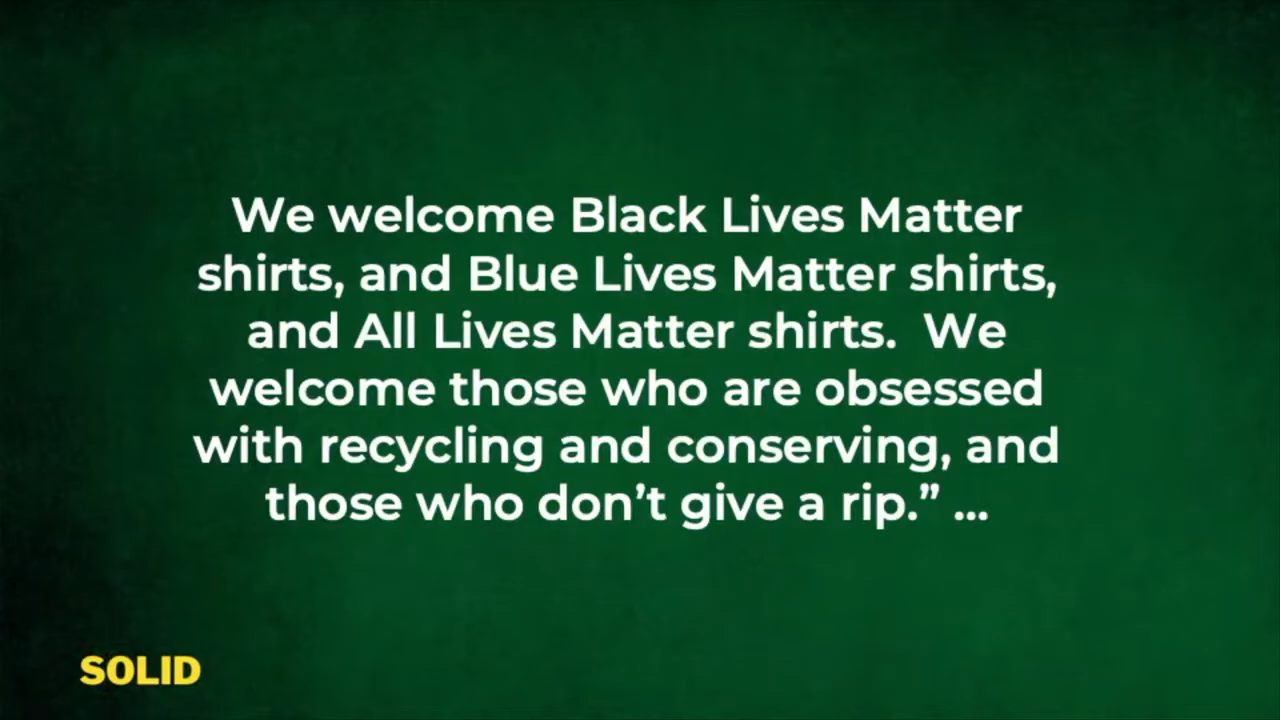 We welcome Black Lives Matter
shirts, and Blue Lives Matter shirts,
and All Lives Matter shirts.  We
welcome those who are obsessed
with recycling and conserving, and
those who don’t give a rip.” ...
SOLID